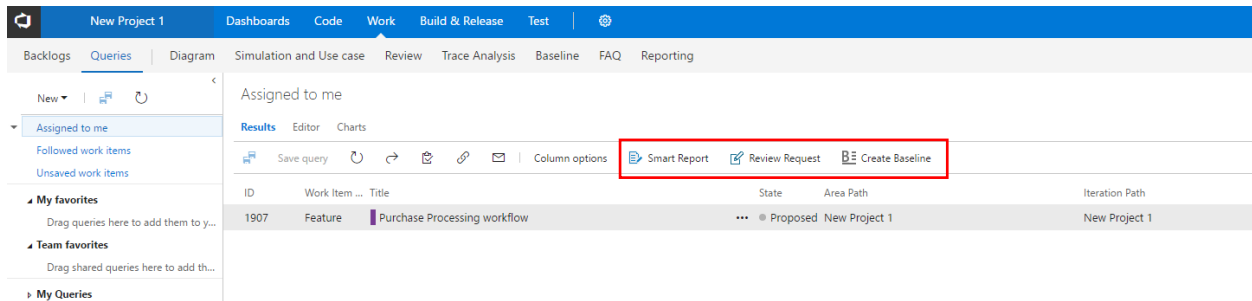 New Project 1 Dashboards Code Work Build & Release Test
Backlogs Queries Diagram Simulation and Use case Review Trace Analysis Baseline FAQ Reporting
New
Assigned to me
Followed work items
Unsaved work items
My favorites
Drag queries here to add them to y...
Team favorites
Drag shared queries here to add th...
My Queries
Assigned to me
Results Editor Charts
Save query Column options Smart Report Review Request Create Baseline
ID Work Item ... Title State Area Path Iteration Path
1907 Feature Purchase Processing workflow ... Proposed New Project 1 New Project 1